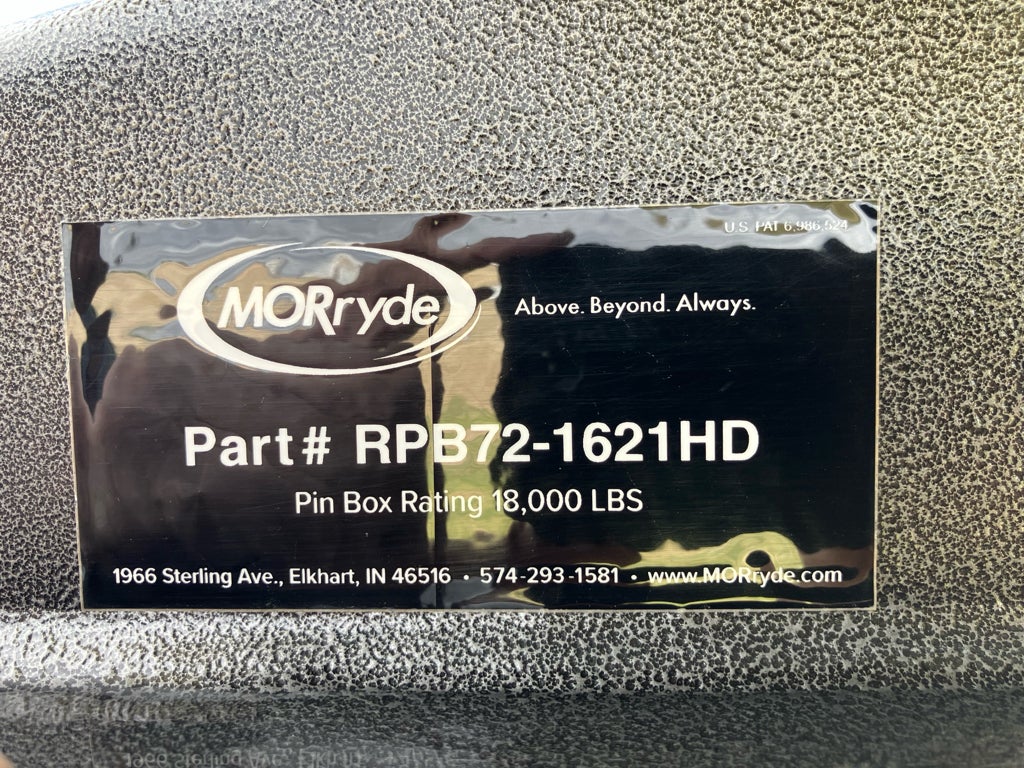 U.S. PAT 6,986,524
MORryde
Above. Beyond. Always.
Part# RPB72-1621HD
Pin Box Rating 18,000 LBS
1966 Sterling Ave., Elkhart, IN 46516 • 574-293-1581 • www.MORryde.com